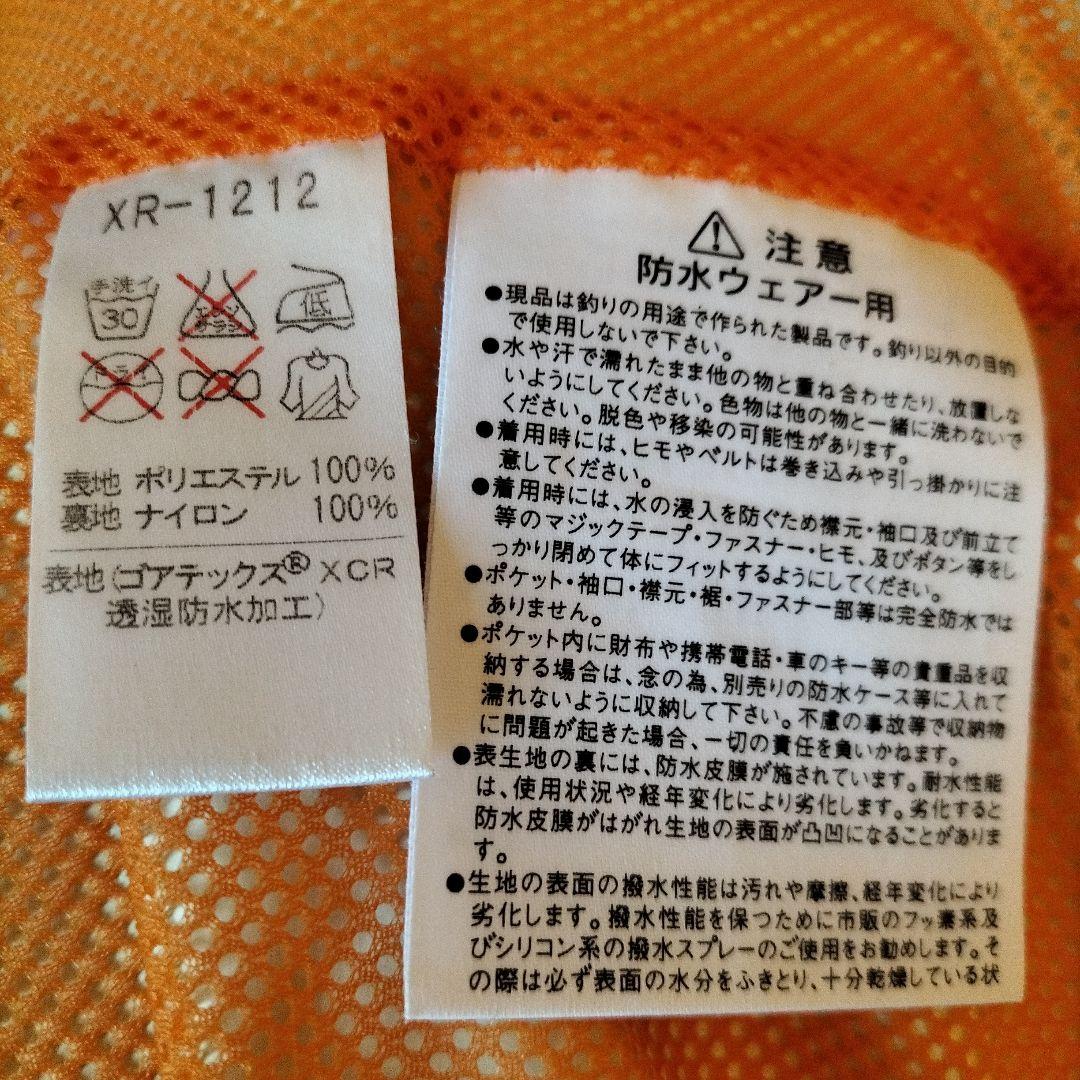 XR-1212
手洗イ
30
エンソ
サラシ
低
ドライ
表地 ポリエステル 100%
裏地 ナイロン 100%
表地(ゴアテックス® XCR
透湿防水加工)
注意
防水ウェアー用
●現品は釣りの用途で作られた製品です。釣り以外の目的
で使用しないで下さい。
●水や汗で濡れたまま他の物と重ね合わせたり、放置しな
いようにしてください。色物は他の物と一緒に洗わないで
ください。脱色や移染の可能性があります。
●着用時には、ヒモやベルトは巻き込みや引っ掛かりに注
意してください。
●着用時には、水の浸入を防ぐため襟元・袖口及び前立て
等のマジックテープ・ファスナー・ヒモ、及びボタン等をし
っかり閉めて体にフィットするようにしてください。
●ポケット・袖口・襟元・裾・ファスナー部等は完全防水では
ありません。
●ポケット内に財布や携帯電話・車のキー等の貴重品を収
納する場合は、念の為、別売りの防水ケース等に入れて
濡れないように収納して下さい。不慮の事故等で収納物
に問題が起きた場合、一切の責任を負いかねます。
●表生地の裏には、防水皮膜が施されています。耐水性能
は、使用状況や経年変化により劣化します。劣化すると
防水皮膜がはがれ生地の表面が凸凹になることがありま
す。
●生地の表面の撥水性能は汚れや摩擦、経年変化により
劣化します。撥水性能を保つために市販のフッ素系及
びシリコン系の撥水スプレーのご使用をお勧めします。そ
の際は必ず表面の水分をふきとり、十分乾燥している状